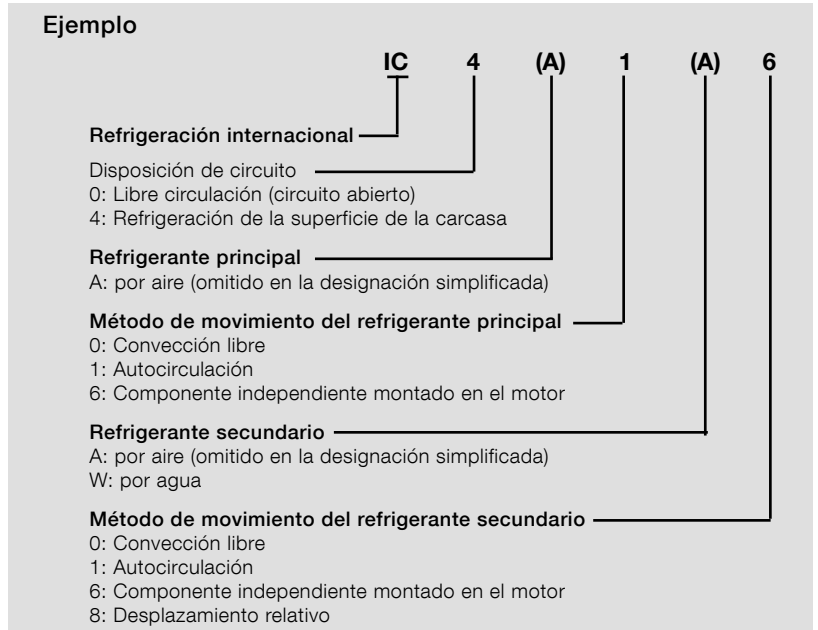 Ejemplo
IC 4 (A) 1 (A) 6
Refrigeración internacional
Disposición de circuito
0: Libre circulación (circuito abierto)
4: Refrigeración de la superficie de la carcasa
Refrigerante principal
A: por aire (omitido en la designación simplificada)
Método de movimiento del refrigerante principal
0: Convección libre
1: Autocirculación
6: Componente independiente montado en el motor
Refrigerante secundario
A: por aire (omitido en la designación simplificada)
W: por agua
Método de movimiento del refrigerante secundario
0: Convección libre
1: Autocirculación
6: Componente independiente montado en el motor
8: Desplazamiento relativo